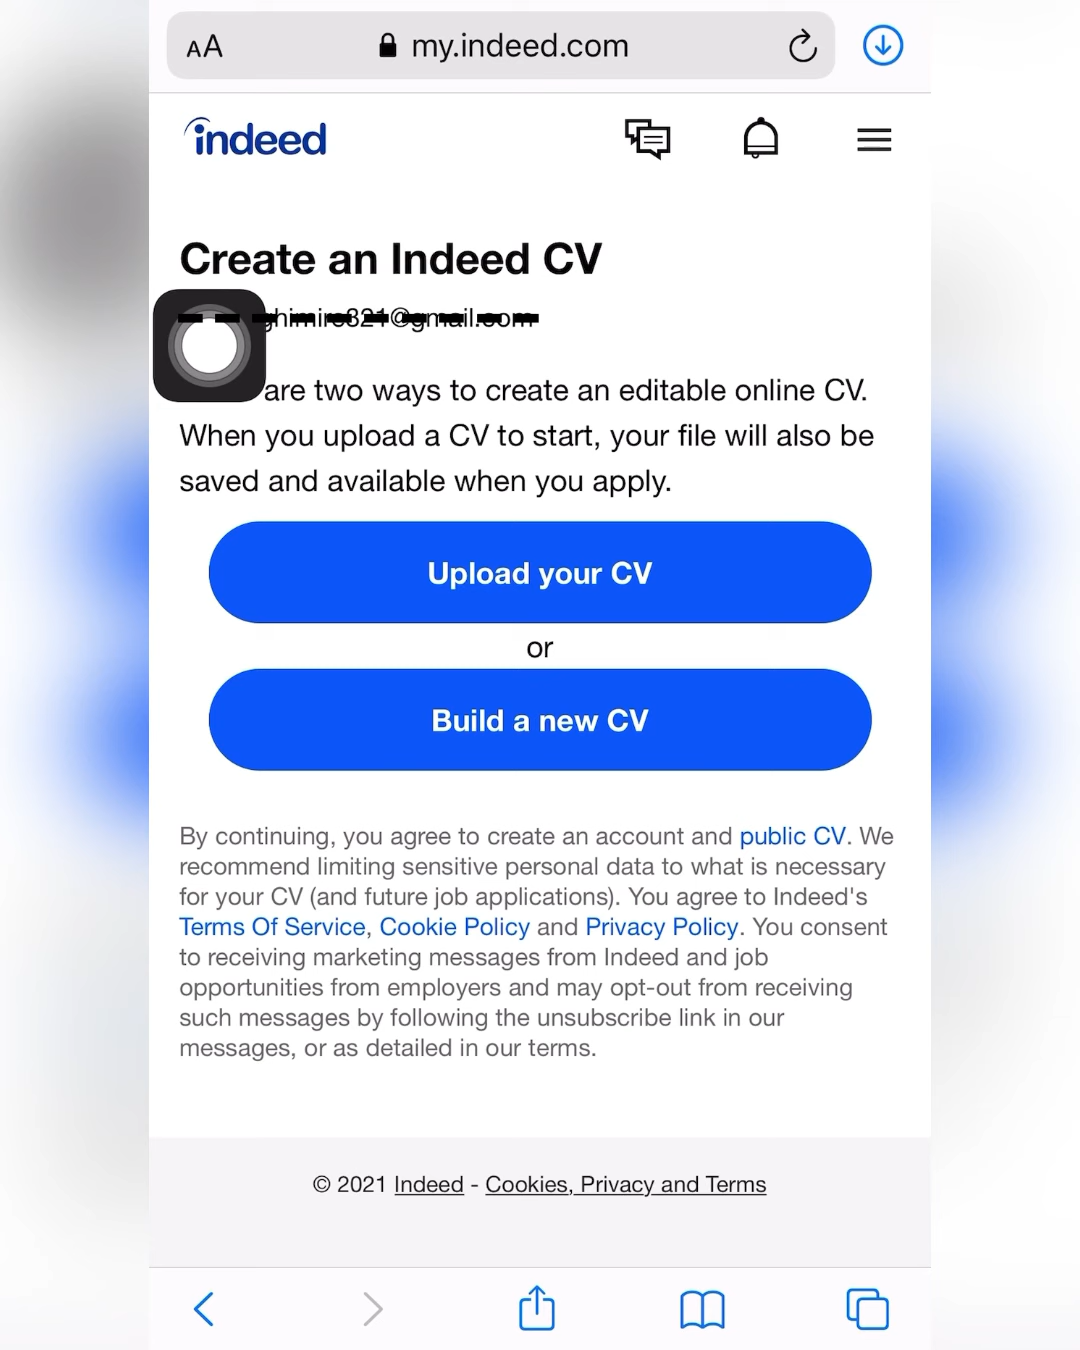 AA my.indeed.com
indeed
Create an Indeed CV
are two ways to create an editable online CV.
When you upload a CV to start, your file will also be
saved and available when you apply.
Upload your CV
or
Build a new CV
By continuing, you agree to create an account and public CV. We
recommend limiting sensitive personal data to what is necessary
for your CV (and future job applications). You agree to Indeed's
Terms Of Service, Cookie Policy and Privacy Policy. You consent
to receiving marketing messages from Indeed and job
opportunities from employers and may opt-out from receiving
such messages by following the unsubscribe link in our
messages, or as detailed in our terms.
© 2021 Indeed - Cookies, Privacy and Terms